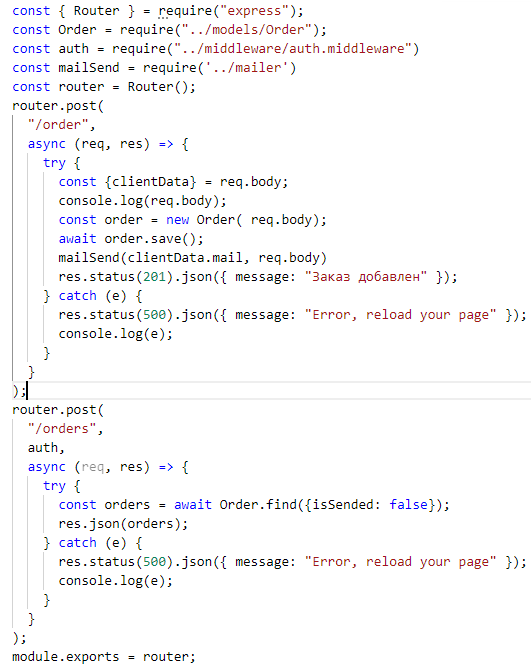 const { Router } = require("express");
const Order = require("../models/Order");
const auth = require("../middleware/auth.middleware")
const mailSend = require('../mailer')
const router = Router();
router.post(
  "/order",
  async (req, res) => {
    try {
      const {clientData} = req.body;
      console.log(req.body);
      const order = new Order( req.body);
      await order.save();
      mailSend(clientData.mail, req.body)
      res.status(201).json({ message: "Заказ добавлен" });
    } catch (e) {
      res.status(500).json({ message: "Error, reload your page" });
      console.log(e);
    }
  }
);
router.post(
  "/orders",
  auth,
  async (req, res) => {
    try {
      const orders = await Order.find({isSended: false});
      res.json(orders);
    } catch (e) {
      res.status(500).json({ message: "Error, reload your page" });
      console.log(e);
    }
  }
);
module.exports = router;